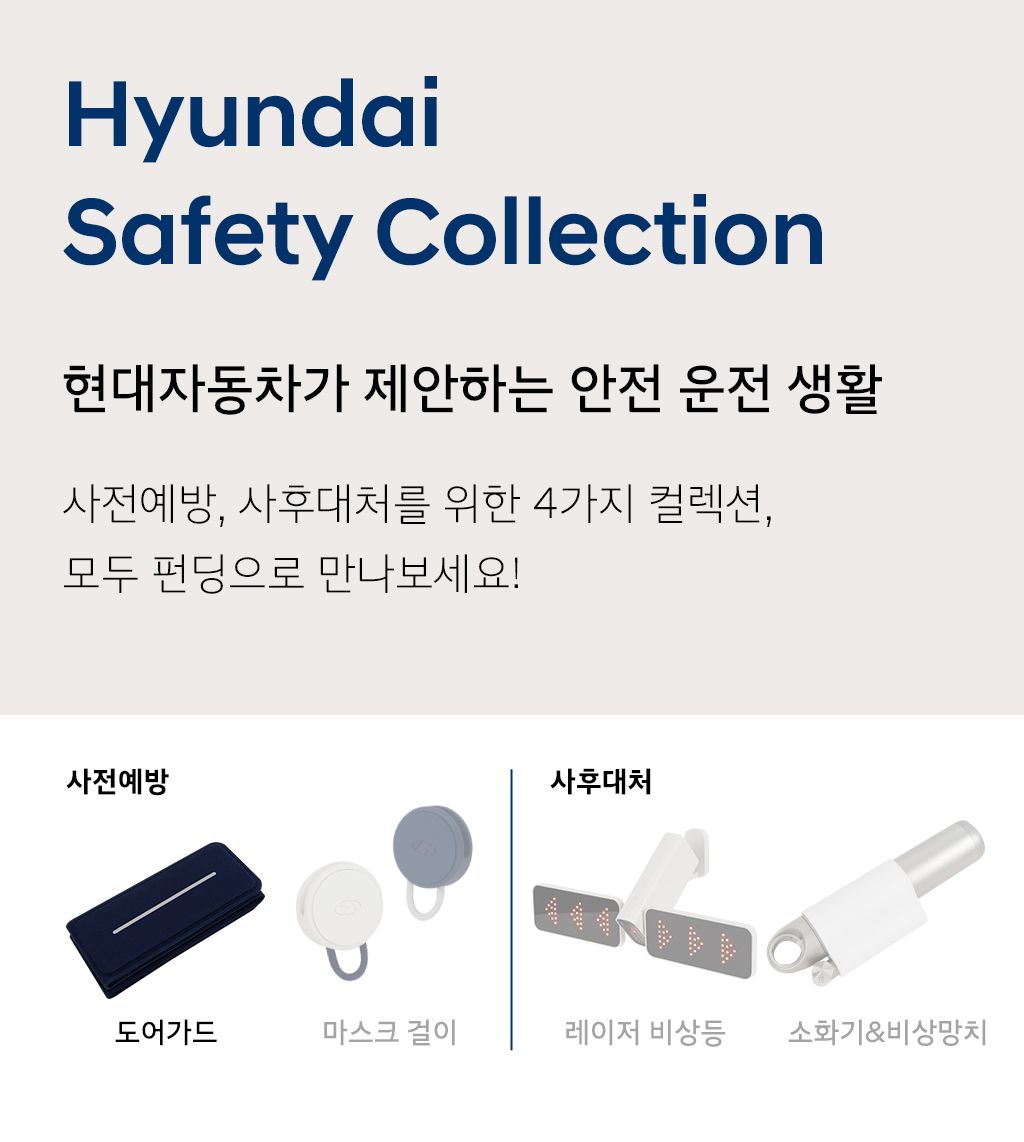 Hyundai
Safety Collection
현대자동차가 제안하는 안전 운전 생활
사전예방, 사후대처를 위한 4가지 컬렉션,
모두 펀딩으로 만나보세요!
사전예방
사후대처
도어가드
마스크 걸이
레이저 비상등
소화기&비상망치